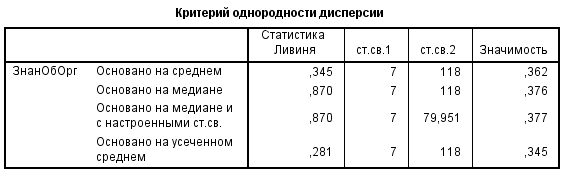 Критерий однородности дисперсии
Статистика Ливиня ст.св.1 ст.св.2 Значимость
ЗнанОбОрг Основано на среднем ,345 7 118 ,362
Основано на медиане ,870 7 118 ,376
Основано на медиане и с настроенными ст.св. ,870 7 79,951 ,377
Основано на усеченном среднем ,281 7 118 ,345